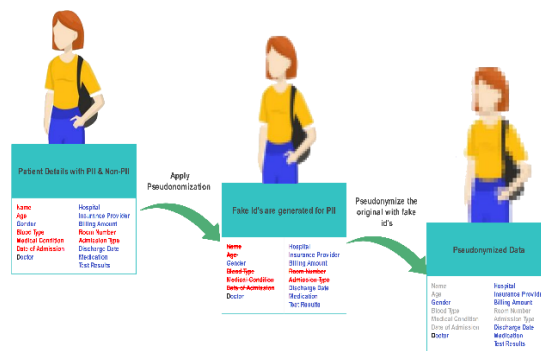 Patient Details with PII & Non-PII
Name
Age
Gender
Blood Type
Medical Condition
Date of Admission
Doctor
Hospital
Insurance Provider
Billing Amount
Room Number
Admission Type
Discharge Date
Medication
Test Results
Apply
Pseudonomization
Fake Id's are generated for PII
Name
Age
Gender
Blood Type
Medical Condition
Date of Admission
Doctor
Hospital
Insurance Provider
Billing Amount
Room Number
Admission Type
Discharge Date
Medication
Test Results
Pseudonymize the
original with fake
id's
Pseudonymized Data
Name
Age
Gender
Blood Type
Medical Condition
Date of Admission
Doctor
Hospital
Insurance Provider
Billing Amount
Room Number
Admission Type
Discharge Date
Medication
Test Results